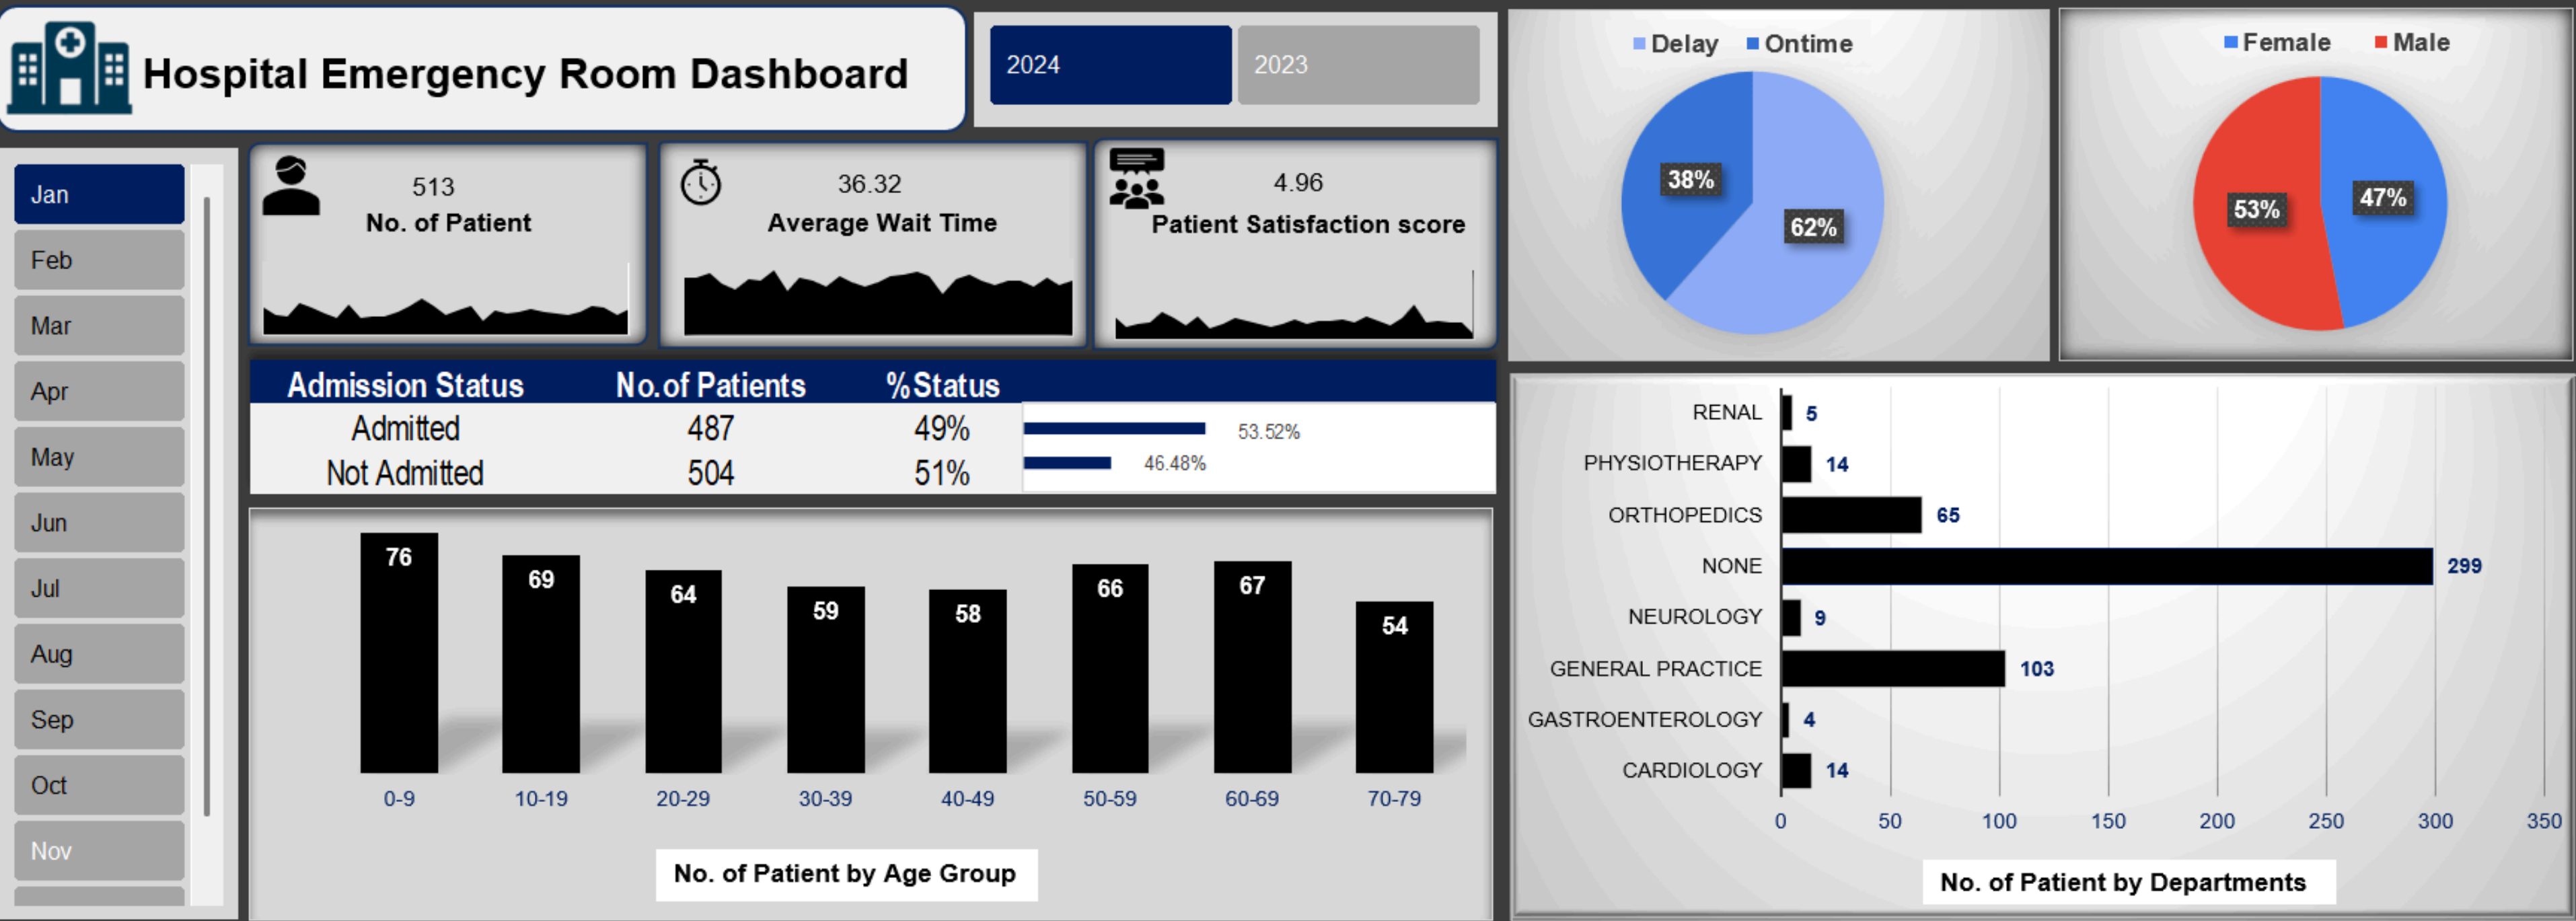 Hospital Emergency Room Dashboard
2024
2023
Jan
Feb
Mar
Apr
May
Jun
Jul
Aug
Sep
Oct
Nov
513
No. of Patient
36.32
Average Wait Time
4.96
Patient Satisfaction score
Admission Status No.of Patients %Status
Admitted 487 49% 53.52%
Not Admitted 504 51% 46.48%
76
69
64
59
58
66
67
54
0-9 10-19 20-29 30-39 40-49 50-59 60-69 70-79
No. of Patient by Age Group
Delay Ontime
38%
62%
Female Male
53%
47%
RENAL 5
PHYSIOTHERAPY 14
ORTHOPEDICS 65
NONE 299
NEUROLOGY 9
GENERAL PRACTICE 103
GASTROENTEROLOGY 4
CARDIOLOGY 14
0 50 100 150 200 250 300 350
No. of Patient by Departments